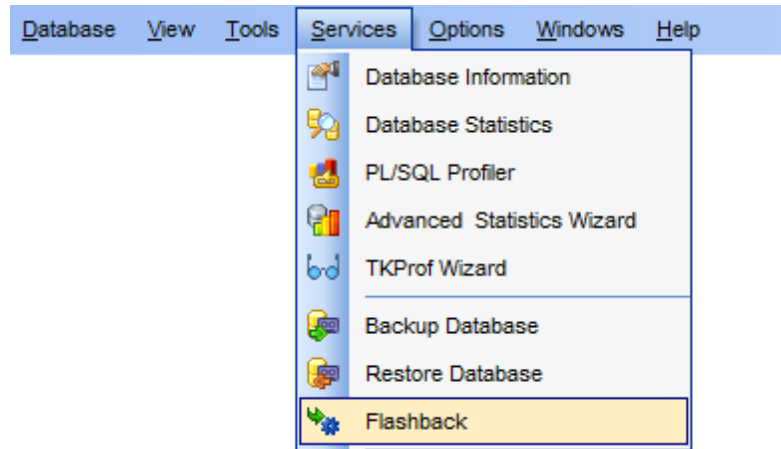 Database View Tools Services Options Windows Help
Database Information
Database Statistics
PL/SQL Profiler
Advanced  Statistics Wizard
TKProf Wizard
Backup Database
Restore Database
Flashback